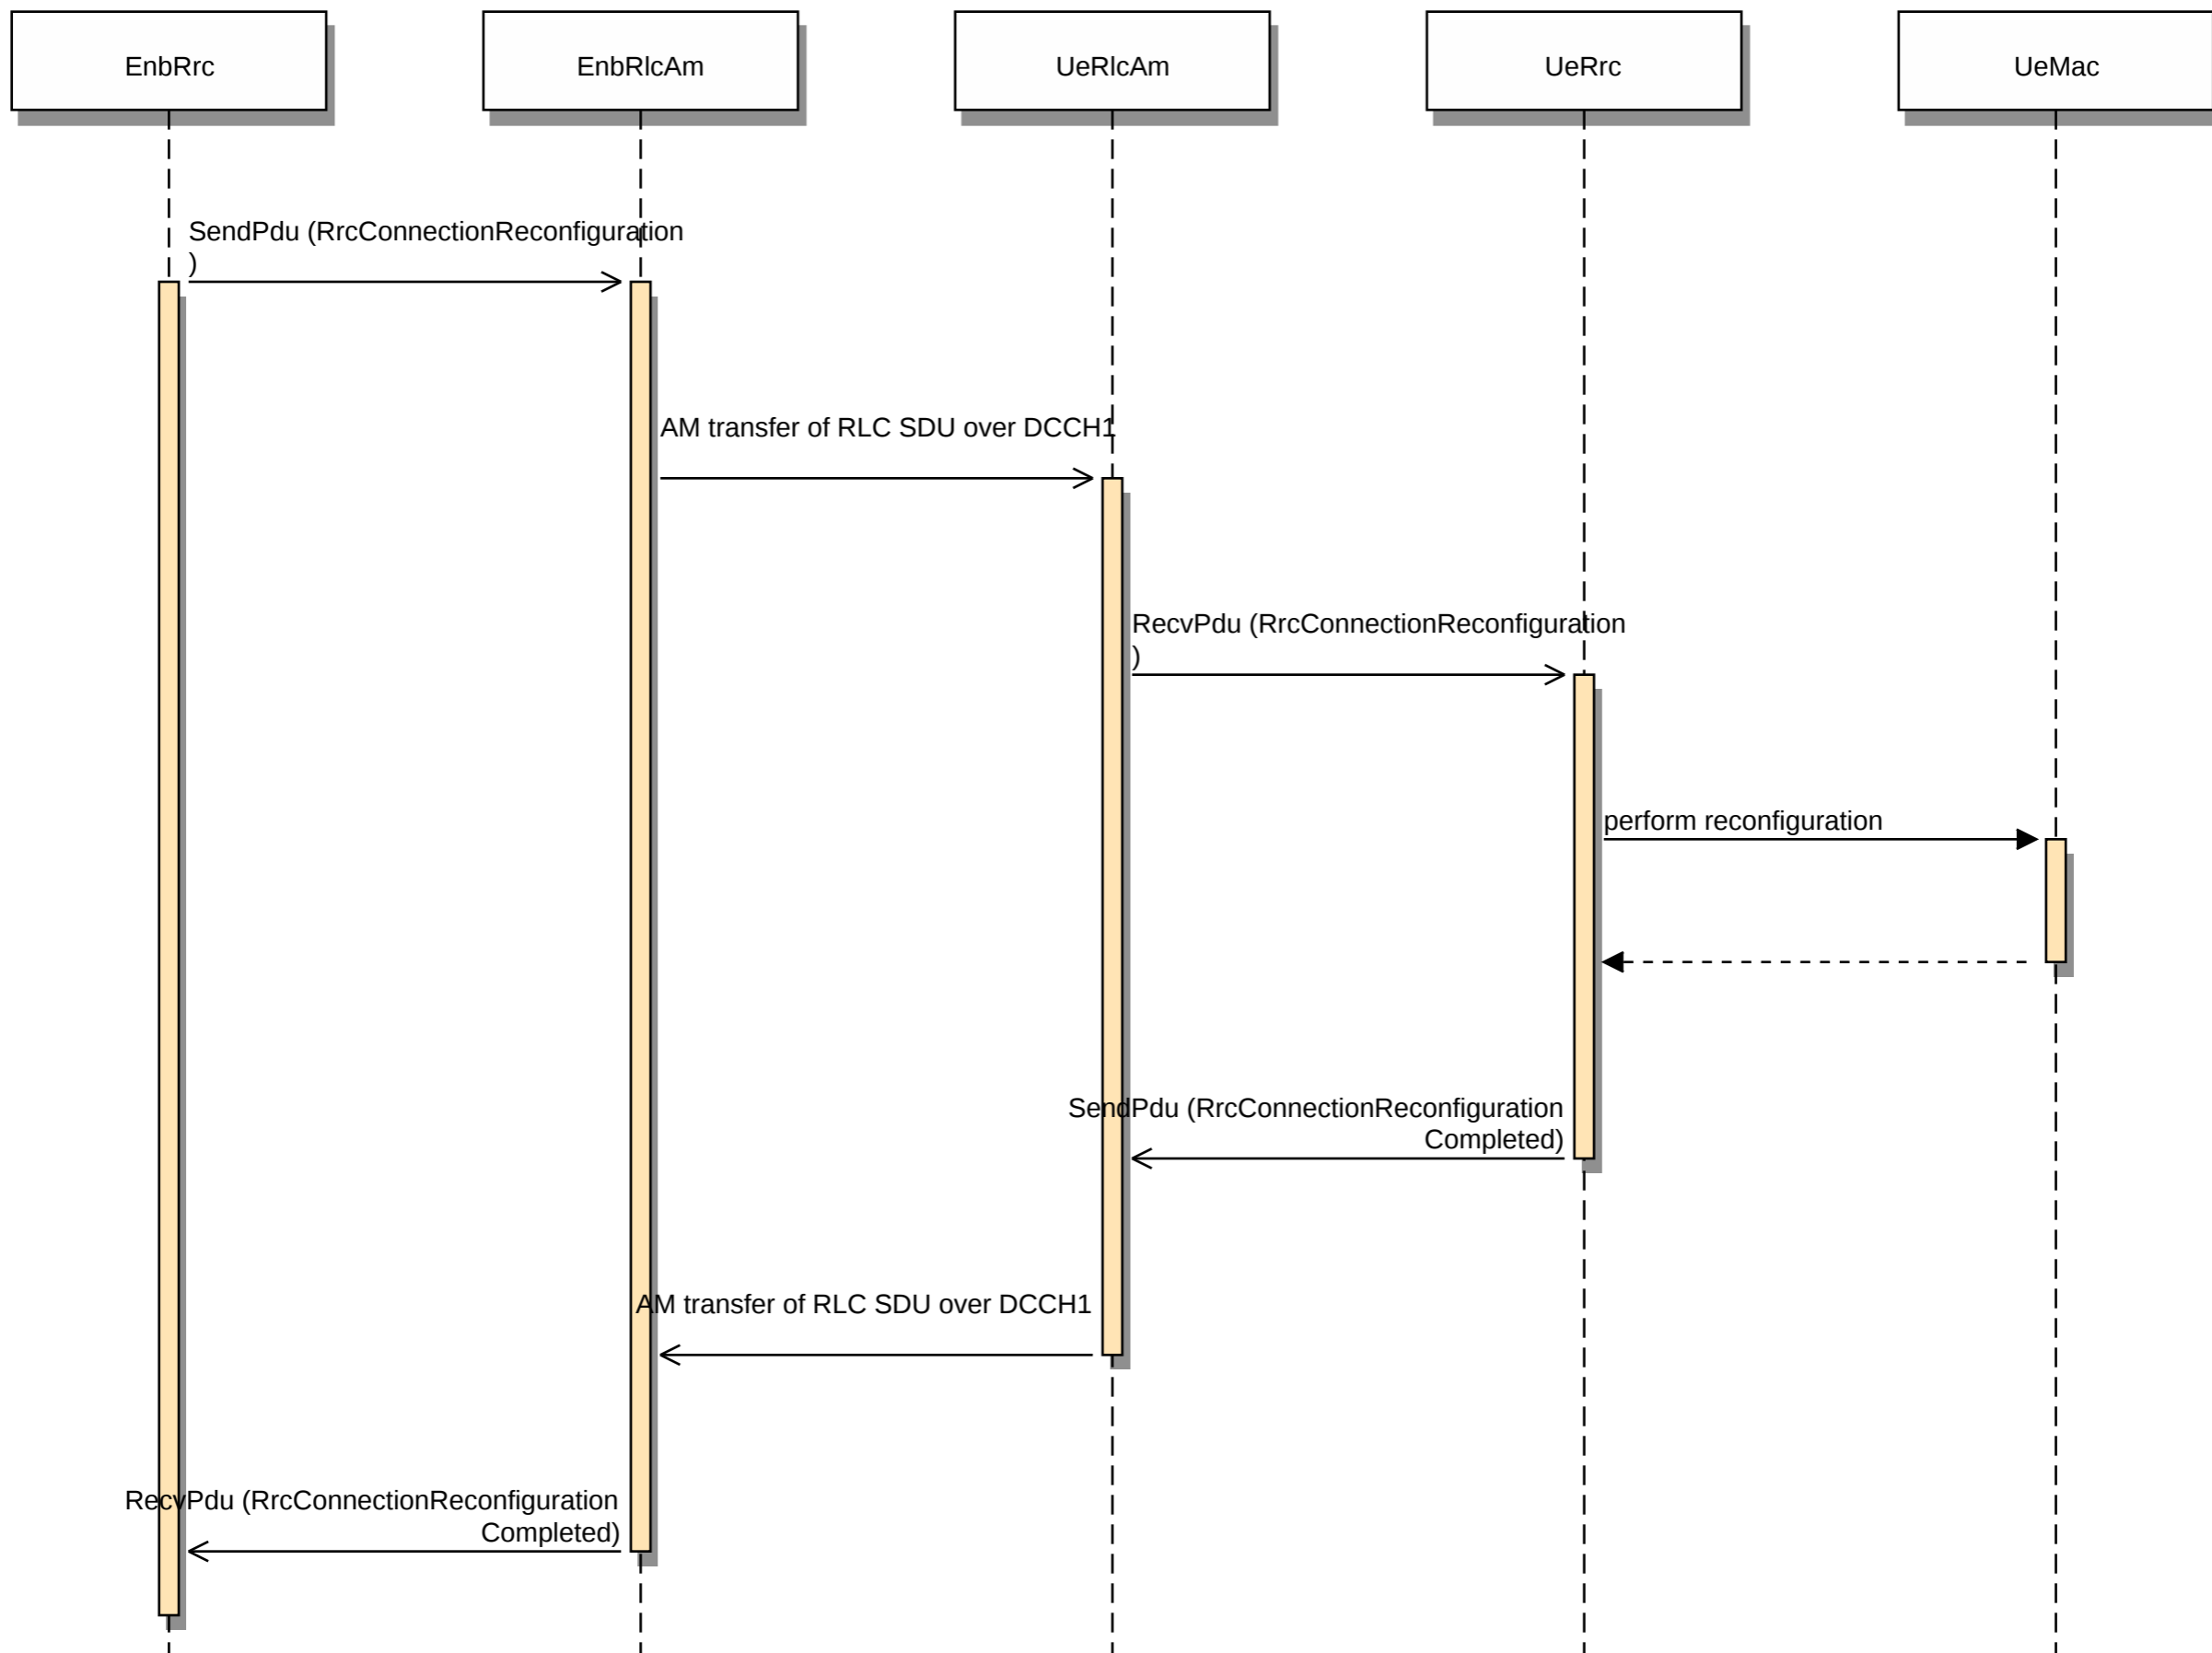 EnbRrc
EnbRlcAm
UeRlcAm
UeRrc
UeMac
SendPdu (RrcConnectionReconfiguration
)
AM transfer of RLC SDU over DCCH1
RecvPdu (RrcConnectionReconfiguration
)
perform reconfiguration
SendPdu (RrcConnectionReconfiguration
Completed)
AM transfer of RLC SDU over DCCH1
RecvPdu (RrcConnectionReconfiguration
Completed)